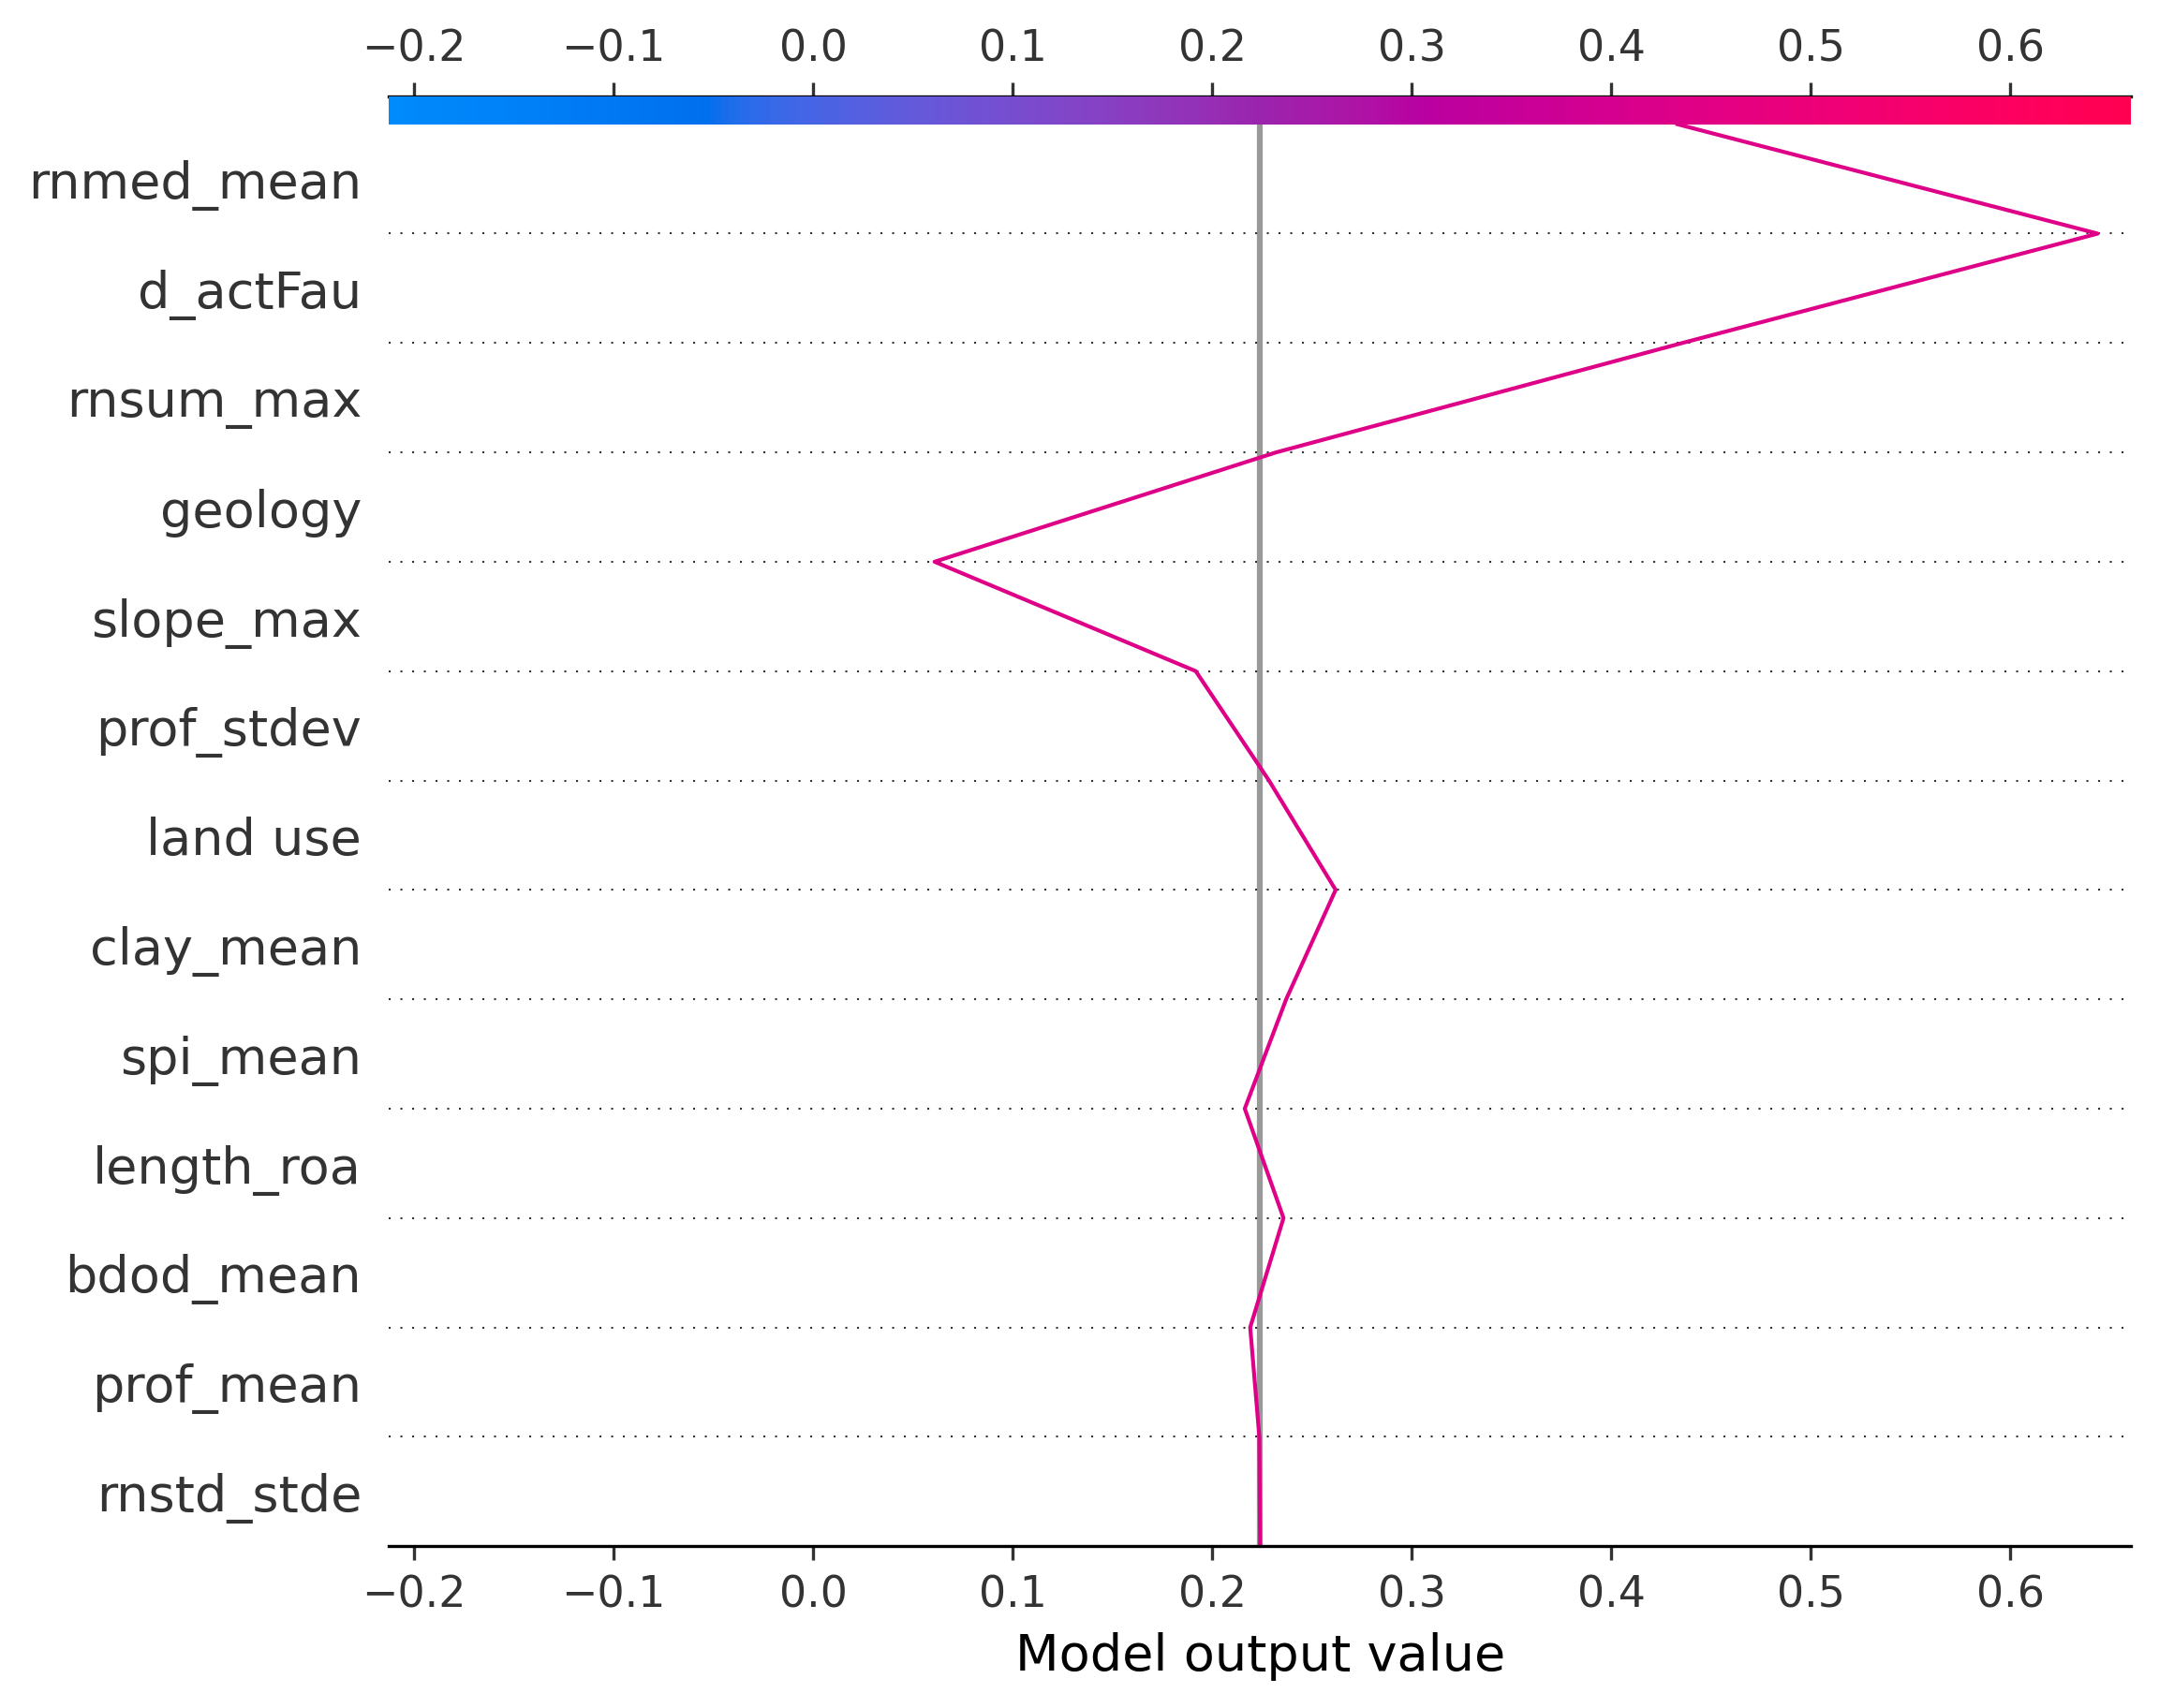 −0.2 −0.1 0.0 0.1 0.2 0.3 0.4 0.5 0.6
rnmed_mean
d_actFau
rnsum_max
geology
slope_max
prof_stdev
land use
clay_mean
spi_mean
length_roa
bdod_mean
prof_mean
rnstd_stde
−0.2 −0.1 0.0 0.1 0.2 0.3 0.4 0.5 0.6
Model output value